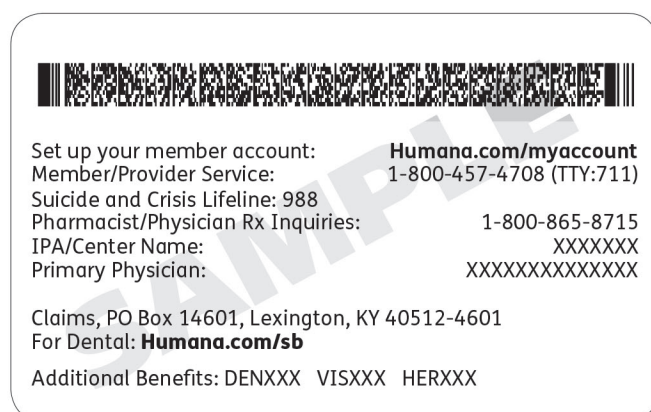 Set up your member account: Humana.com/myaccount
Member/Provider Service: 1-800-457-4708 (TTY:711)
Suicide and Crisis Lifeline: 988
Pharmacist/Physician Rx Inquiries: 1-800-865-8715
IPA/Center Name: XXXXXXX
Primary Physician: XXXXXXXXXXXXXX
Claims, PO Box 14601, Lexington, KY 40512-4601
For Dental: Humana.com/sb
Additional Benefits: DENXXX VISXXX HERXXX
SAMPLE